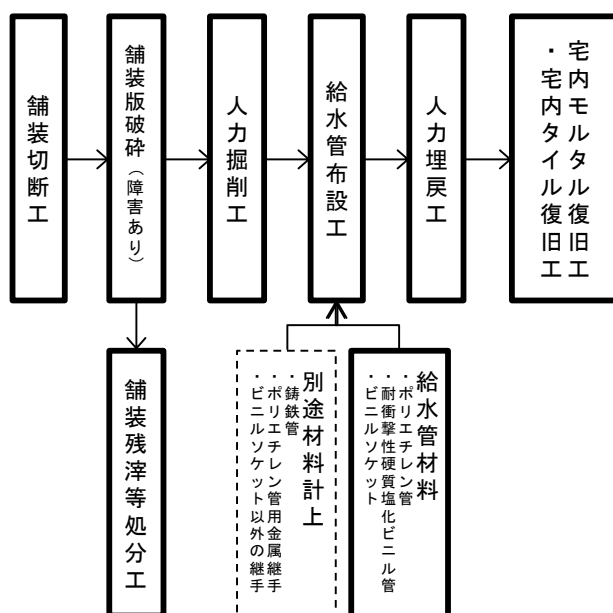 舗装切断工
舗装版破砕（障害あり）
人力掘削工
給水管布設工
人力埋戻工
宅内モルタル復旧工
・宅内タイル復旧工
舗装残滓等処分工
別途材料計上
・鋳鉄管
・ポリエチレン管用金属継手
・ビニルソケット以外の継手
給水管材料
・ポリエチレン管
・耐衝撃性硬質塩化ビニル管
・ビニルソケット